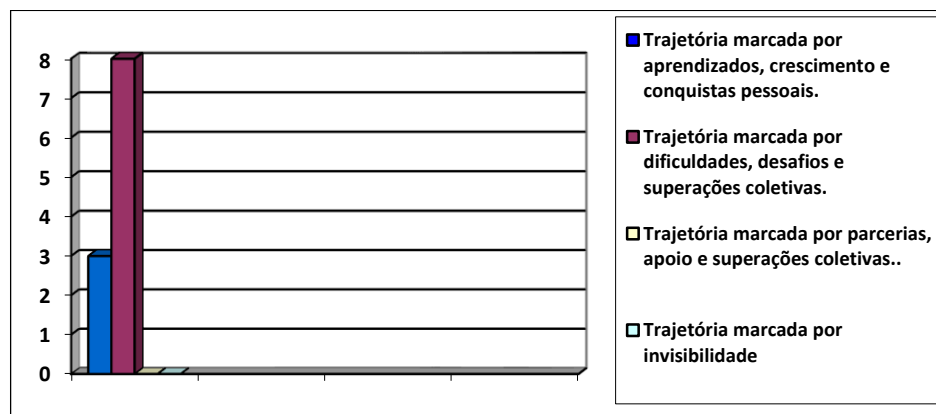 8
7
6
5
4
3
2
1
0
Trajetória marcada por
aprendizados, crescimento e
conquistas pessoais.
Trajetória marcada por
dificuldades, desafios e
superações coletivas.
Trajetória marcada por parcerias,
apoio e superações coletivas..
Trajetória marcada por
invisibilidade